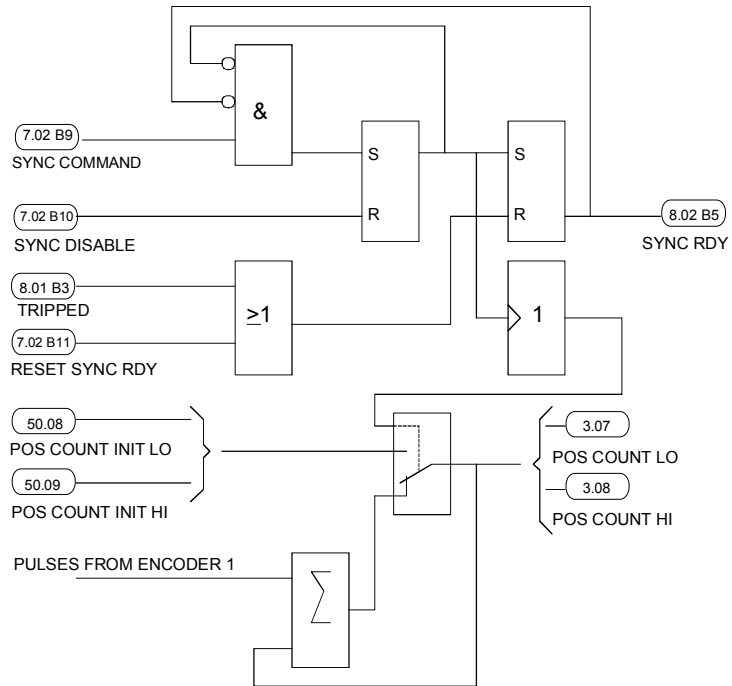 &
7.02 B9
SYNC COMMAND
S
S
7.02 B10
R
R
8.02 B5
SYNC DISABLE
SYNC RDY
8.01 B3
TRIPPED
≥1
1
7.02 B11
RESET SYNC RDY
50.08
3.07
POS COUNT INIT LO
POS COUNT LO
50.09
3.08
POS COUNT INIT HI
POS COUNT HI
PULSES FROM ENCODER 1
∑